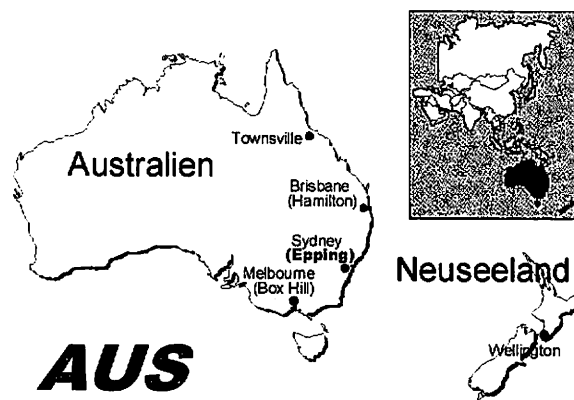 Townsville
Australien
Brisbane
(Hamilton)
Sydney
(Epping)
Melbourne
(Box Hill)
Neuseeland
Wellington
AUS